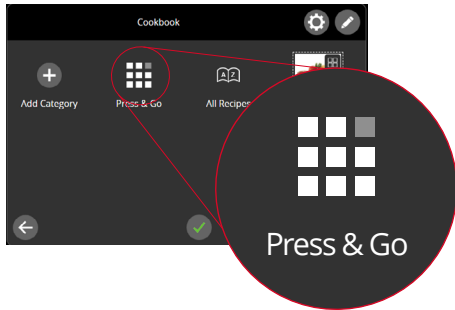 Cookbook
Add Category
Press & Go
All Recipes
A Z
Press & Go